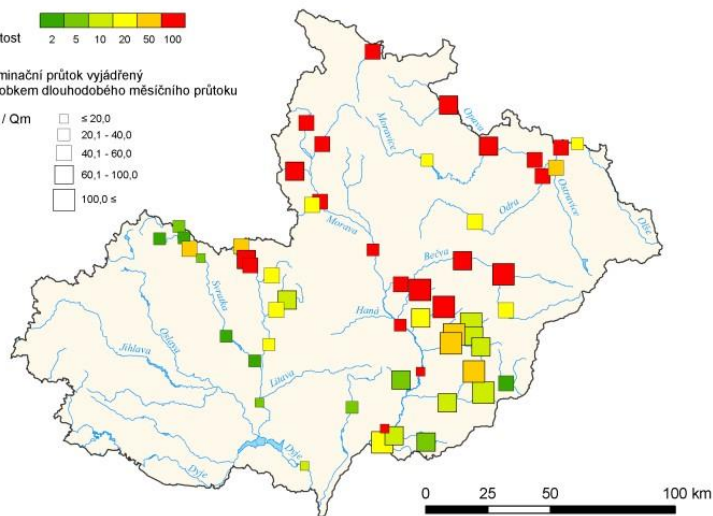 tost
2 5 10 20 50 100
minační průtok vyjádřený
obkem dlouhodobého měsíčního průtoku
/ Qm
≤ 20,0
20,1 - 40,0
40,1 - 60,0
60,1 - 100,0
100,0 ≤
Moravice
Opava
Odra
Ostravice
Olše
Morava
Bečva
Haná
Svratka
Oslava
Jihlava
Litava
Dyje
Dyje
0 25 50 100 km